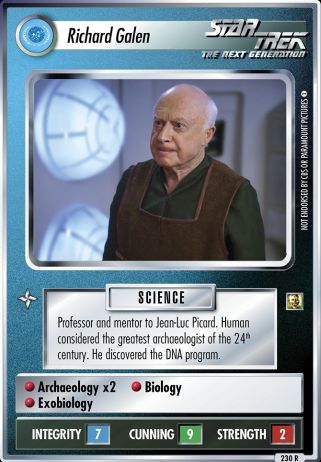 Richard Galen
STAR TREK
THE NEXT GENERATION
NOT ENDORSED BY CBS OR PARAMOUNT PICTURES
SCIENCE
Professor and mentor to Jean-Luc Picard. Human
considered the greatest archaeologist of the 24th
century. He discovered the DNA program.
Archaeology x2
Biology
Exobiology
INTEGRITY 7 CUNNING 9 STRENGTH 2
230 R